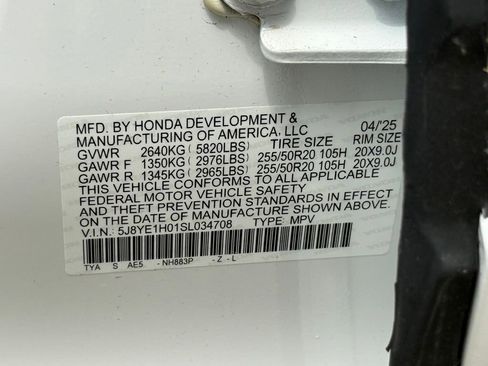 MFD. BY HONDA DEVELOPMENT &
MANUFACTURING OF AMERICA, LLC 04/'25
GVWR 2640KG ( 5820LBS) TIRE SIZE RIM SIZE
GAWR F 1350KG ( 2976LBS) 255/50R20 105H 20X9.0J
GAWR R 1345KG ( 2965LBS) 255/50R20 105H 20X9.0J
THIS VEHICLE CONFORMS TO ALL APPLICABLE
FEDERAL MOTOR VEHICLE SAFETY
AND THEFT PREVENTION STANDARDS IN EFFECT
ON THE DATE OF MANUFACTURE SHOWN ABOVE.
V.I.N.: 5J8YE1H01SL034708 TYPE: MPV
TYA S AE5 - NH883P - Z - L